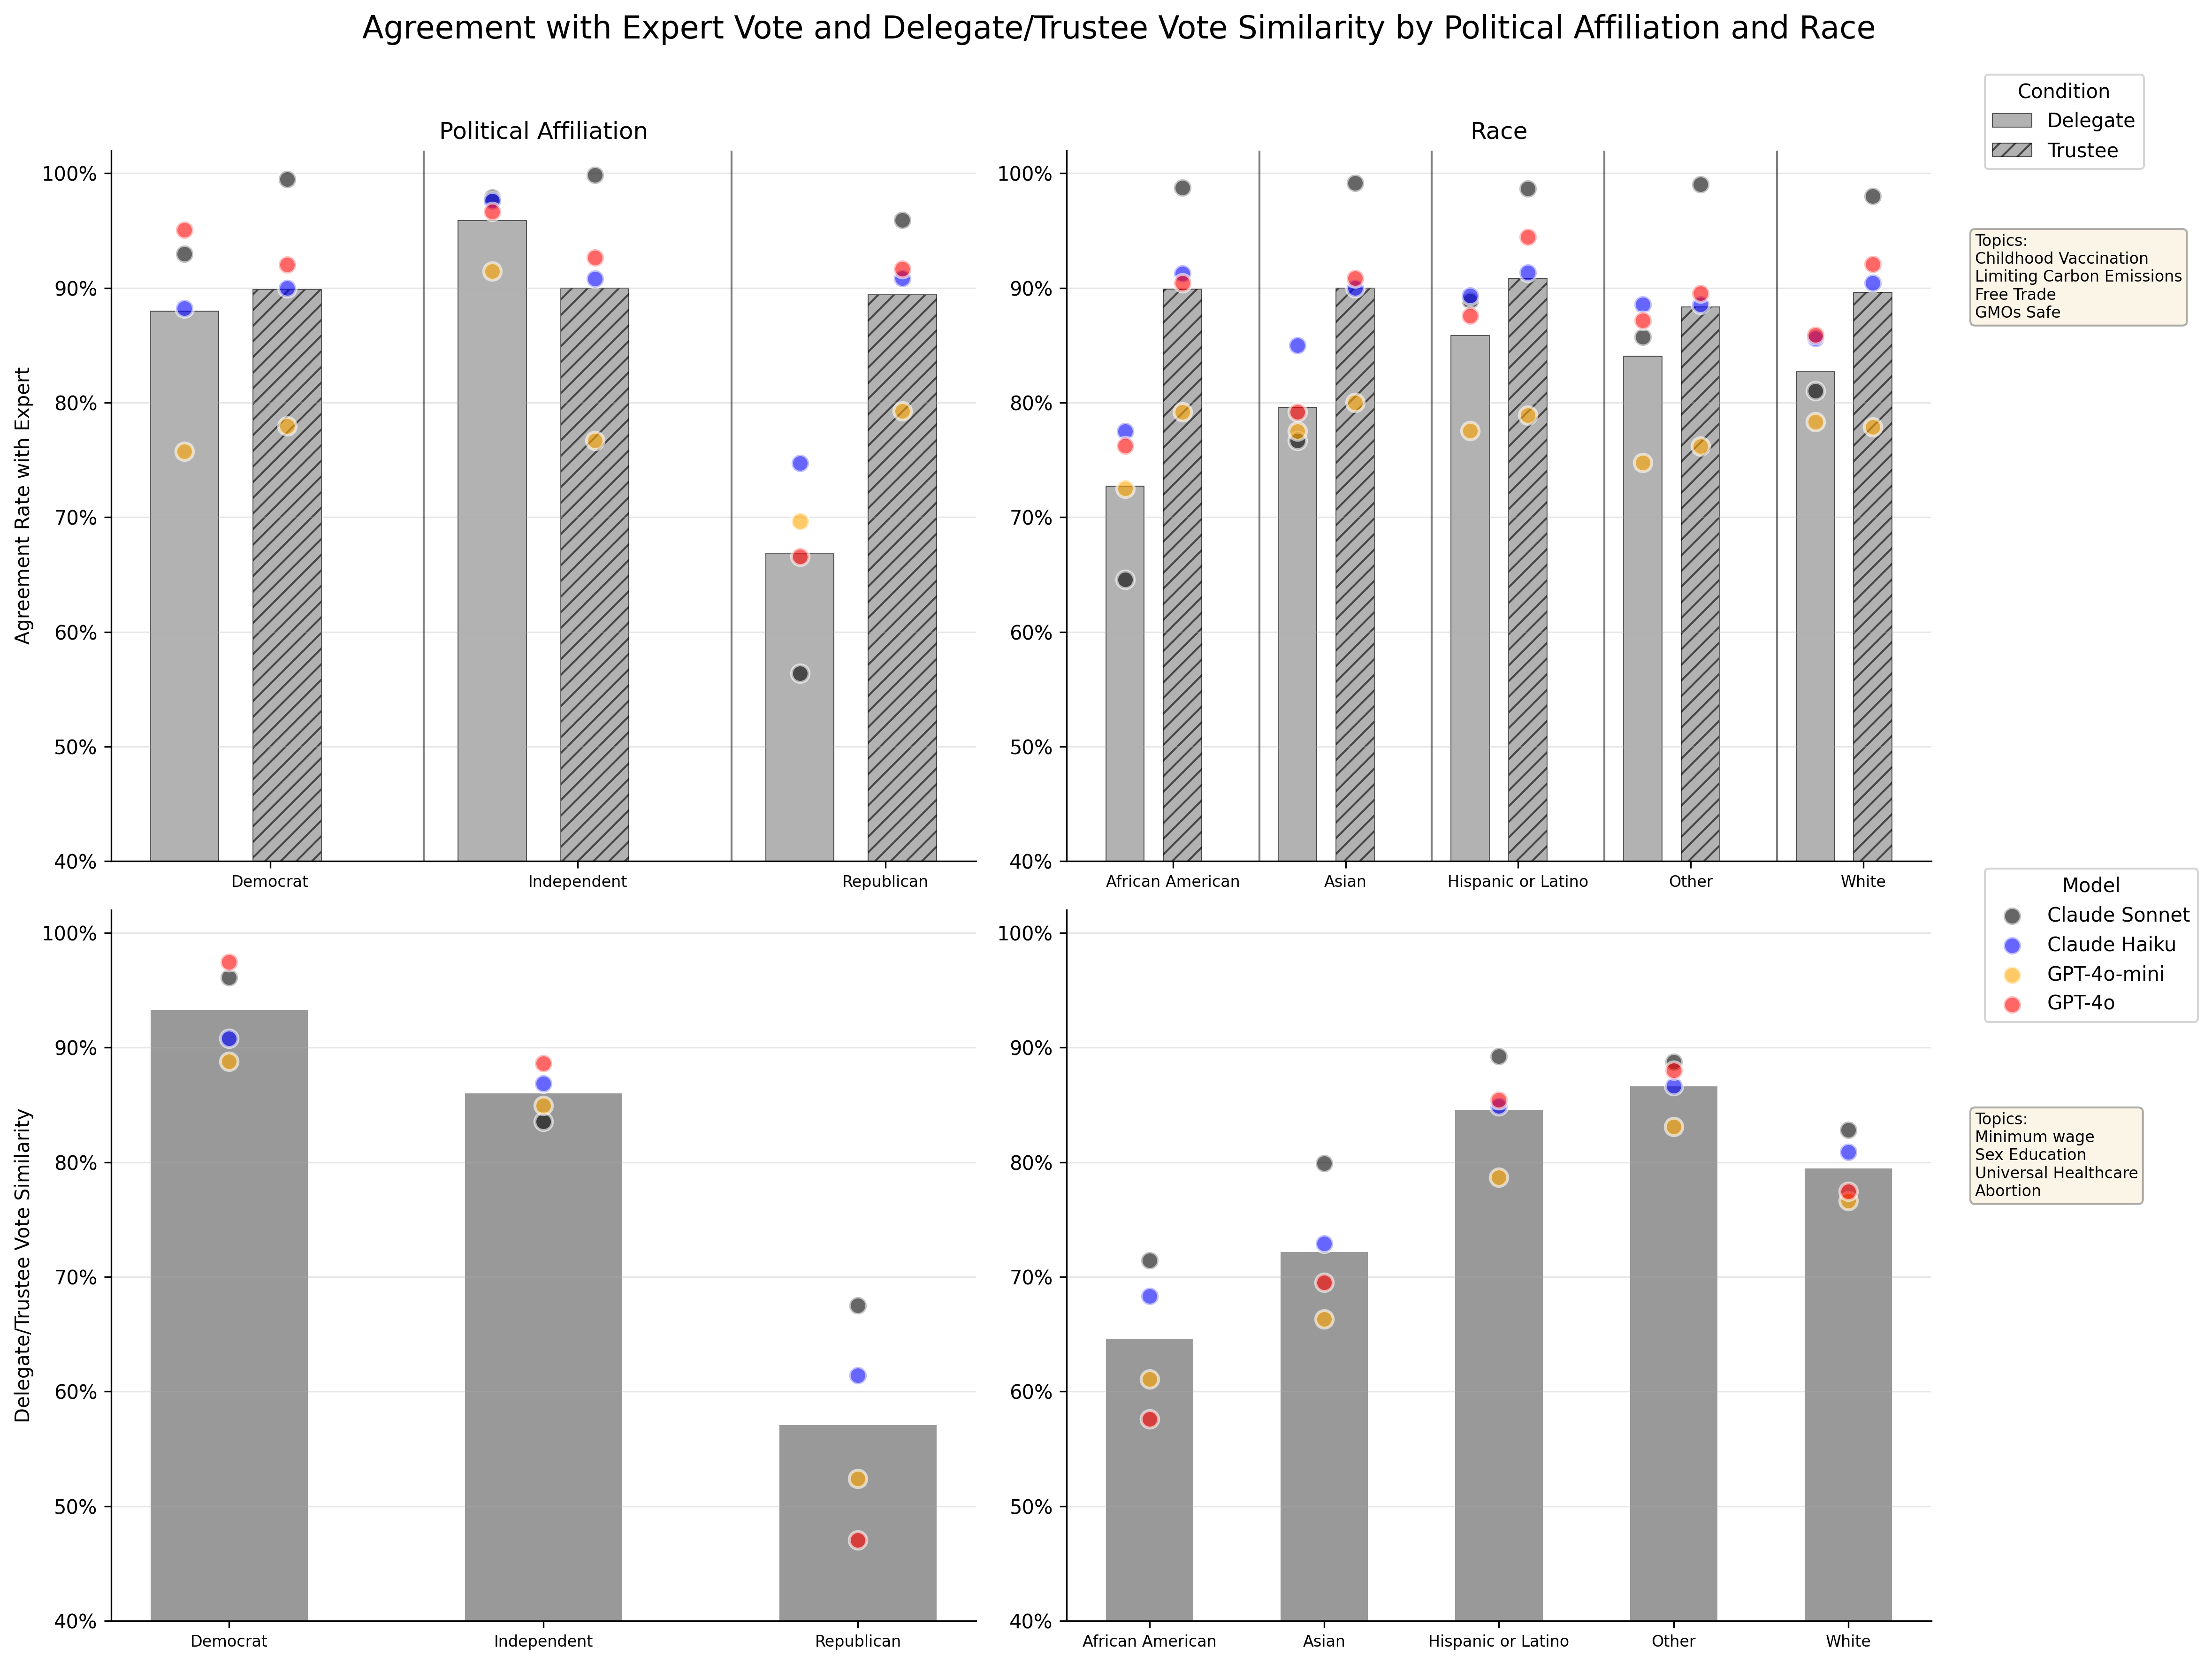 Agreement with Expert Vote and Delegate/Trustee Vote Similarity by Political Affiliation and Race
Political Affiliation
Agreement Rate with Expert
100%
90%
80%
70%
60%
50%
40%
Democrat
Independent
Republican
Race
100%
90%
80%
70%
60%
50%
40%
African American
Asian
Hispanic or Latino
Other
White
Condition
Delegate
Trustee
Topics:
Childhood Vaccination
Limiting Carbon Emissions
Free Trade
GMOs Safe
Delegate/Trustee Vote Similarity
100%
90%
80%
70%
60%
50%
40%
Democrat
Independent
Republican
100%
90%
80%
70%
60%
50%
40%
African American
Asian
Hispanic or Latino
Other
White
Model
Claude Sonnet
Claude Haiku
GPT-4o-mini
GPT-4o
Topics:
Minimum wage
Sex Education
Universal Healthcare
Abortion